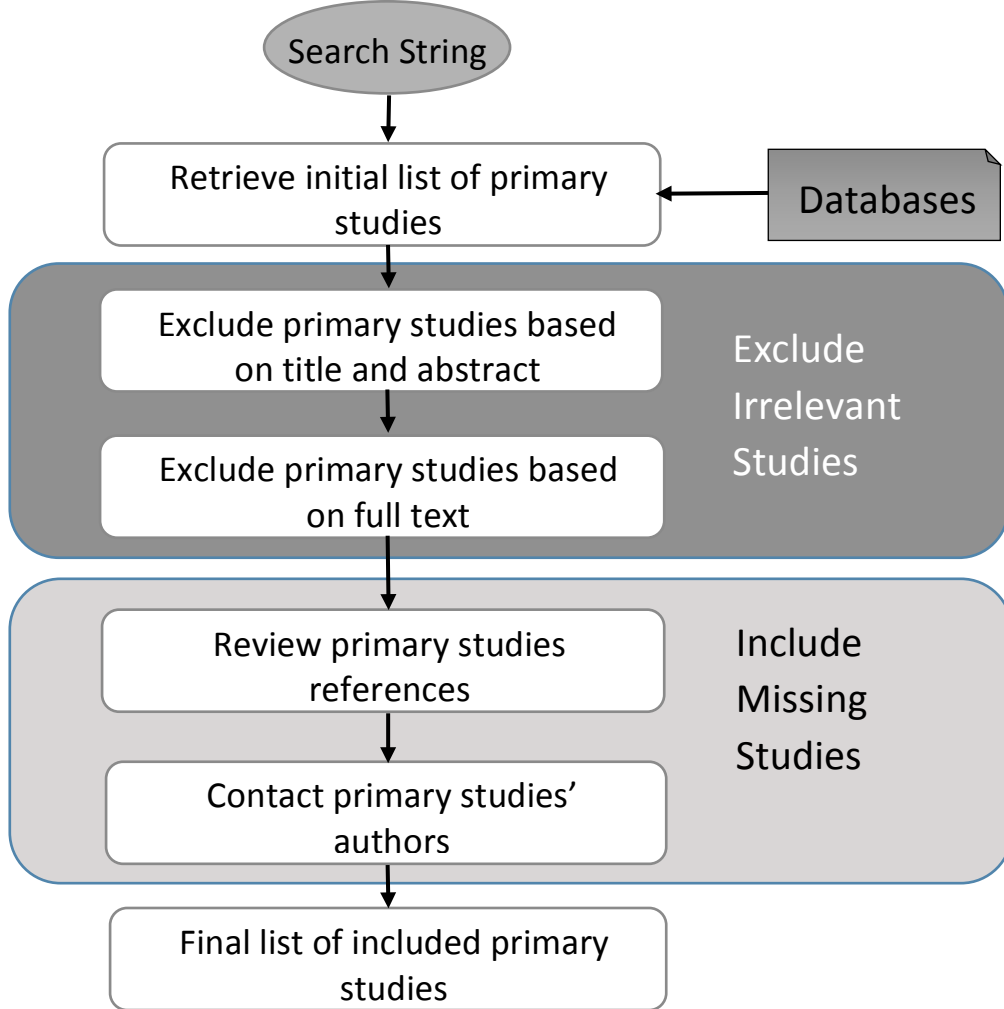 Search String
Retrieve initial list of primary
studies
Databases
Exclude primary studies based
on title and abstract
Exclude
Irrelevant
Studies
Exclude primary studies based
on full text
Review primary studies
references
Include
Missing
Studies
Contact primary studies’
authors
Final list of included primary
studies